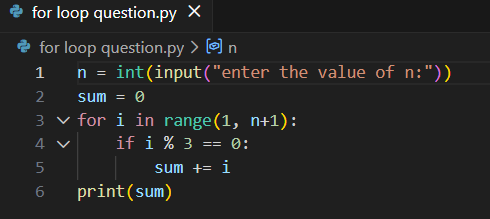 for loop question.py ×
for loop question.py > n
1 n = int(input("enter the value of n:"))
2 sum = 0
3 for i in range(1, n+1):
4     if i % 3 == 0:
5         sum += i
6 print(sum)